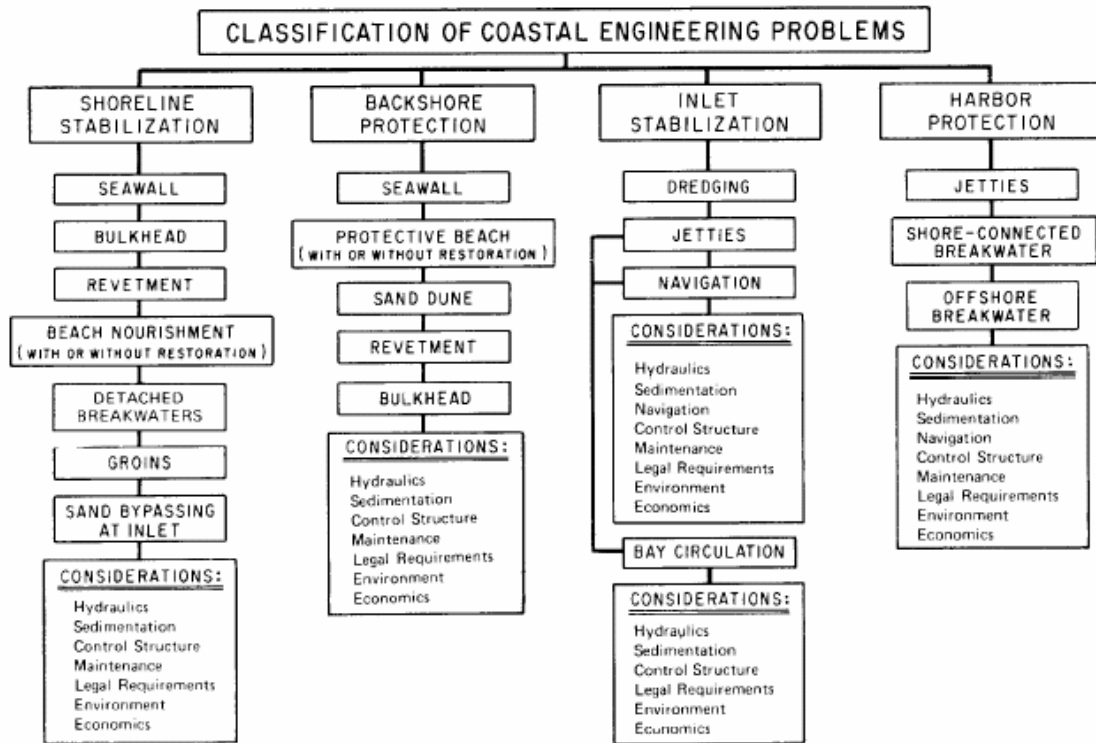 CLASSIFICATION OF COASTAL ENGINEERING PROBLEMS
SHORELINE
STABILIZATION
SEAWALL
BULKHEAD
REVETMENT
BEACH NOURISHMENT
(WITH OR WITHOUT RESTORATION)
DETACHED
BREAKWATERS
GROINS
SAND BYPASSING
AT INLET
CONSIDERATIONS:
Hydraulics
Sedimentation
Control Structure
Maintenance
Legal Requirements
Environment
Economics
BACKSHORE
PROTECTION
SEAWALL
PROTECTIVE BEACH
(WITH OR WITHOUT RESTORATION)
SAND DUNE
REVETMENT
BULKHEAD
CONSIDERATIONS:
Hydraulics
Sedimentation
Control Structure
Maintenance
Legal Requirements
Environment
Economics
INLET
STABILIZATION
DREDGING
JETTIES
NAVIGATION
CONSIDERATIONS:
Hydraulics
Sedimentation
Navigation
Control Structure
Maintenance
Legal Requirements
Environment
Economics
BAY CIRCULATION
CONSIDERATIONS:
Hydraulics
Sedimentation
Control Structure
Legal Requirements
Environment
Economics
HARBOR
PROTECTION
JETTIES
SHORE-CONNECTED
BREAKWATER
OFFSHORE
BREAKWATER
CONSIDERATIONS:
Hydraulics
Sedimentation
Navigation
Control Structure
Maintenance
Legal Requirements
Environment
Economics